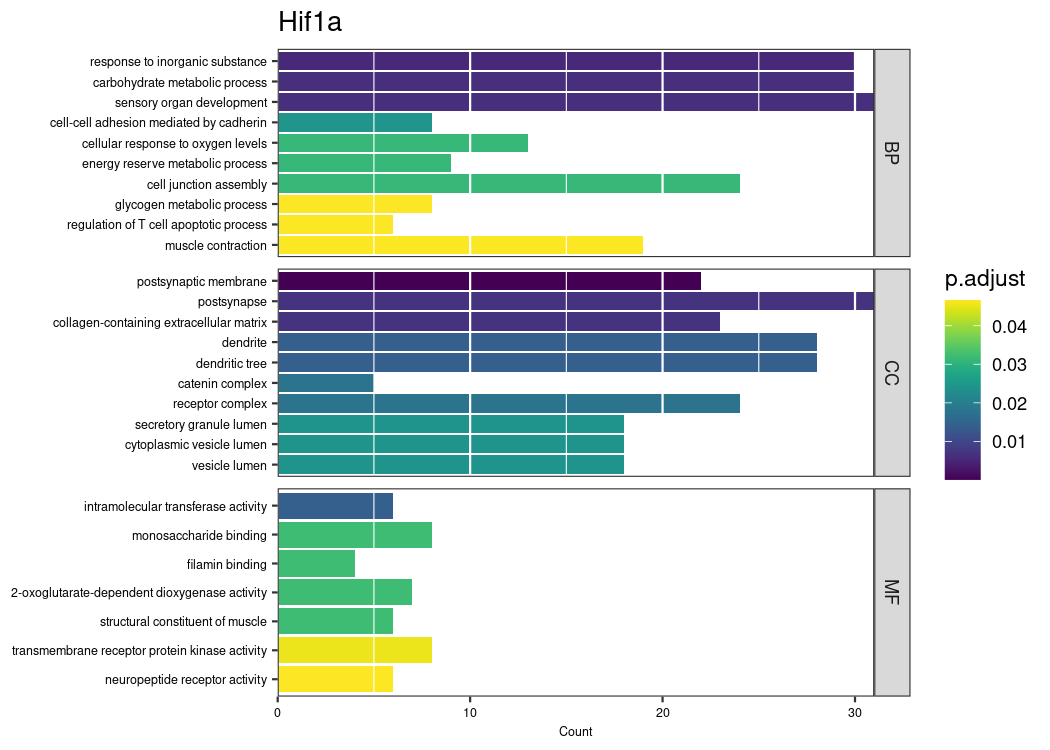 Hif1a
response to inorganic substance
carbohydrate metabolic process
sensory organ development
cell-cell adhesion mediated by cadherin
cellular response to oxygen levels
energy reserve metabolic process
cell junction assembly
glycogen metabolic process
regulation of T cell apoptotic process
muscle contraction
BP
postsynaptic membrane
postsynapse
collagen-containing extracellular matrix
dendrite
dendritic tree
catenin complex
receptor complex
secretory granule lumen
cytoplasmic vesicle lumen
vesicle lumen
CC
intramolecular transferase activity
monosaccharide binding
filamin binding
2-oxoglutarate-dependent dioxygenase activity
structural constituent of muscle
transmembrane receptor protein kinase activity
neuropeptide receptor activity
MF
0 10 20 30
Count
p.adjust
0.04
0.03
0.02
0.01